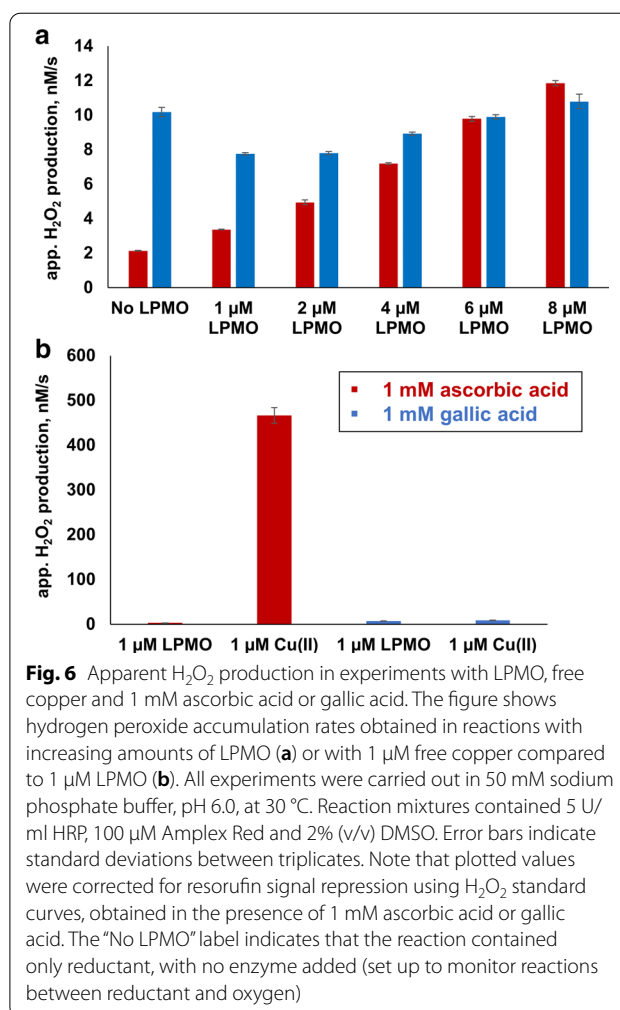 a
app. H₂O₂ production, nM/s
14
12
10
8
6
4
2
0
No LPMO 1 µM LPMO 2 µM LPMO 4 µM LPMO 6 µM LPMO 8 µM LPMO
b
app. H₂O₂ production, nM/s
600
500
400
300
200
100
0
1 mM ascorbic acid
1 mM gallic acid
1 µM LPMO 1 µM Cu(II) 1 µM LPMO 1 µM Cu(II)
Fig. 6 Apparent H₂O₂ production in experiments with LPMO, free
copper and 1 mM ascorbic acid or gallic acid. The figure shows
hydrogen peroxide accumulation rates obtained in reactions with
increasing amounts of LPMO (a) or with 1 µM free copper compared
to 1 µM LPMO (b). All experiments were carried out in 50 mM sodium
phosphate buffer, pH 6.0, at 30 °C. Reaction mixtures contained 5 U/
ml HRP, 100 µM Amplex Red and 2% (v/v) DMSO. Error bars indicate
standard deviations between triplicates. Note that plotted values
were corrected for resorufin signal repression using H₂O₂ standard
curves, obtained in the presence of 1 mM ascorbic acid or gallic
acid. The “No LPMO” label indicates that the reaction contained
only reductant, with no enzyme added (set up to monitor reactions
between reductant and oxygen)